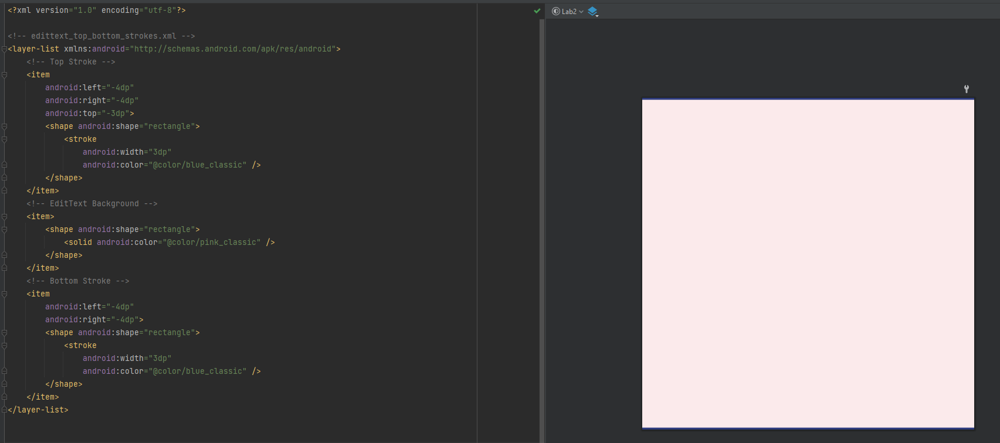 <?xml version="1.0" encoding="utf-8"?>

<!-- edittext_top_bottom_strokes.xml -->
<layer-list xmlns:android="http://schemas.android.com/apk/res/android">
    <!-- Top Stroke -->
    <item
        android:left="-4dp"
        android:right="-4dp"
        android:top="-3dp">
        <shape android:shape="rectangle">
            <stroke
                android:width="3dp"
                android:color="@color/blue_classic" />
        </shape>
    </item>
    <!-- EditText Background -->
    <item>
        <shape android:shape="rectangle">
            <solid android:color="@color/pink_classic" />
        </shape>
    </item>
    <!-- Bottom Stroke -->
    <item
        android:left="-4dp"
        android:right="-4dp">
        <shape android:shape="rectangle">
            <stroke
                android:width="3dp"
                android:color="@color/blue_classic" />
        </shape>
    </item>
</layer-list>
Lab2